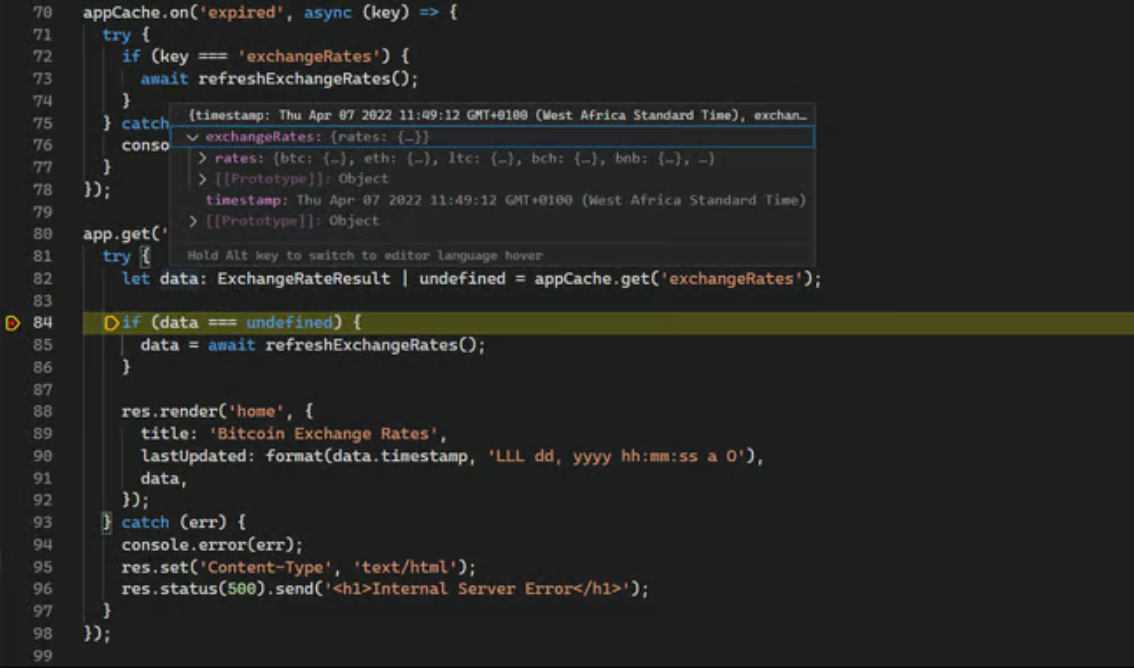 70 appCache.on('expired', async (key) => {
71 try {
72 if (key === 'exchangeRates') {
73 await refreshExchangeRates();
74 }
75 } catch
76 conso
77 }
78 });
79
80 app.get('
{timestamp: Thu Apr 07 2022 11:49:12 GMT+0100 (West Africa Standard Time), exchan…
exchangeRates: {rates: {…}}
rates: {btc: {…}, eth: {…}, ltc: {…}, bch: {…}, bnb: {…}, …}
[[Prototype]]: Object
timestamp: Thu Apr 07 2022 11:49:12 GMT+0100 (West Africa Standard Time)
[[Prototype]]: Object
Hold Alt key to switch to editor language hover
81 try {
82 let data: ExchangeRateResult | undefined = appCache.get('exchangeRates');
83
84 if (data === undefined) {
85 data = await refreshExchangeRates();
86 }
87
88 res.render('home', {
89 title: 'Bitcoin Exchange Rates',
90 lastUpdated: format(data.timestamp, 'LLL dd, yyyy hh:mm:ss a O'),
91 data,
92 });
93 } catch (err) {
94 console.error(err);
95 res.set('Content-Type', 'text/html');
96 res.status(500).send('<h1>Internal Server Error</h1>');
97 }
98 });
99